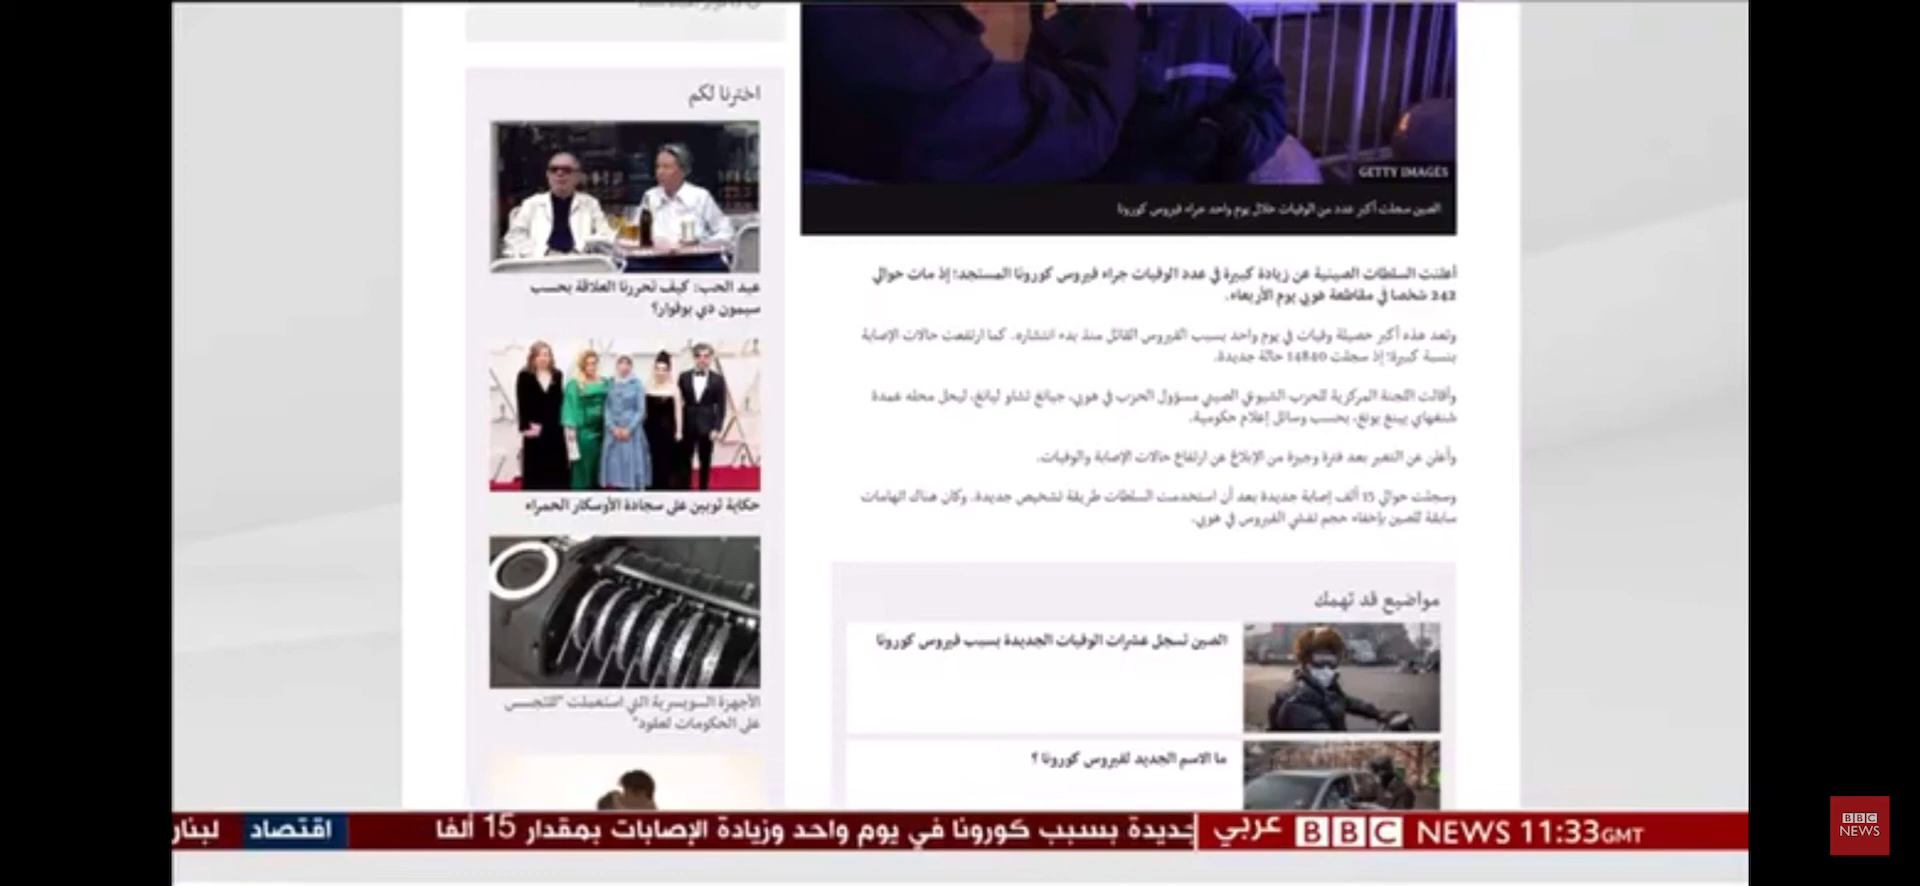 اخترنا لكم
عيد الحب: كيف تحررنا العلاقة بحسب
سيمون دي بوفوار؟
حكاية ثوبين على سجادة الأوسكار الحمراء
الأجهزة السويسرية التي استعملت "للتجسس
على الحكومات لعقود"
GETTY IMAGES
الصين سجلت أكبر عدد من الوفيات خلال يوم واحد جراء فيروس كورونا
أعلنت السلطات الصينية عن زيادة كبيرة في عدد الوفيات جراء فيروس كورونا المستجد؛ إذ مات حوالي
242 شخصا في مقاطعة هوبي يوم الأربعاء.
وتعد هذه أكبر حصيلة وفيات في يوم واحد بسبب الفيروس القاتل منذ بدء انتشاره. كما ارتفعت حالات الإصابة
بنسبة كبيرة؛ إذ سجلت 14840 حالة جديدة.
وأقالت اللجنة المركزية للحزب الشيوعي الصيني مسؤول الحزب في هوبي، جيانغ تشاو ليانغ، ليحل محله عمدة
شنغهاي يينغ يونغ، بحسب وسائل إعلام حكومية.
وأعلن عن التغير بعد فترة وجيزة من الإبلاغ عن ارتفاع حالات الإصابة والوفيات.
وسجلت حوالي 15 ألف إصابة جديدة بعد أن استخدمت السلطات طريقة تشخيص جديدة. وكان هناك اتهامات
سابقة للصين بإخفاء حجم تفشي الفيروس في هوبي.
مواضيع قد تهمك
الصين تسجل عشرات الوفيات الجديدة بسبب فيروس كورونا
ما الاسم الجديد لفيروس كورونا ؟
BBC NEWS عربي 11:33GMT
جديدة بسبب كورونا في يوم واحد وزيادة الإصابات بمقدار 15 ألفا
اقتصاد
لبنان
BBC
NEWS